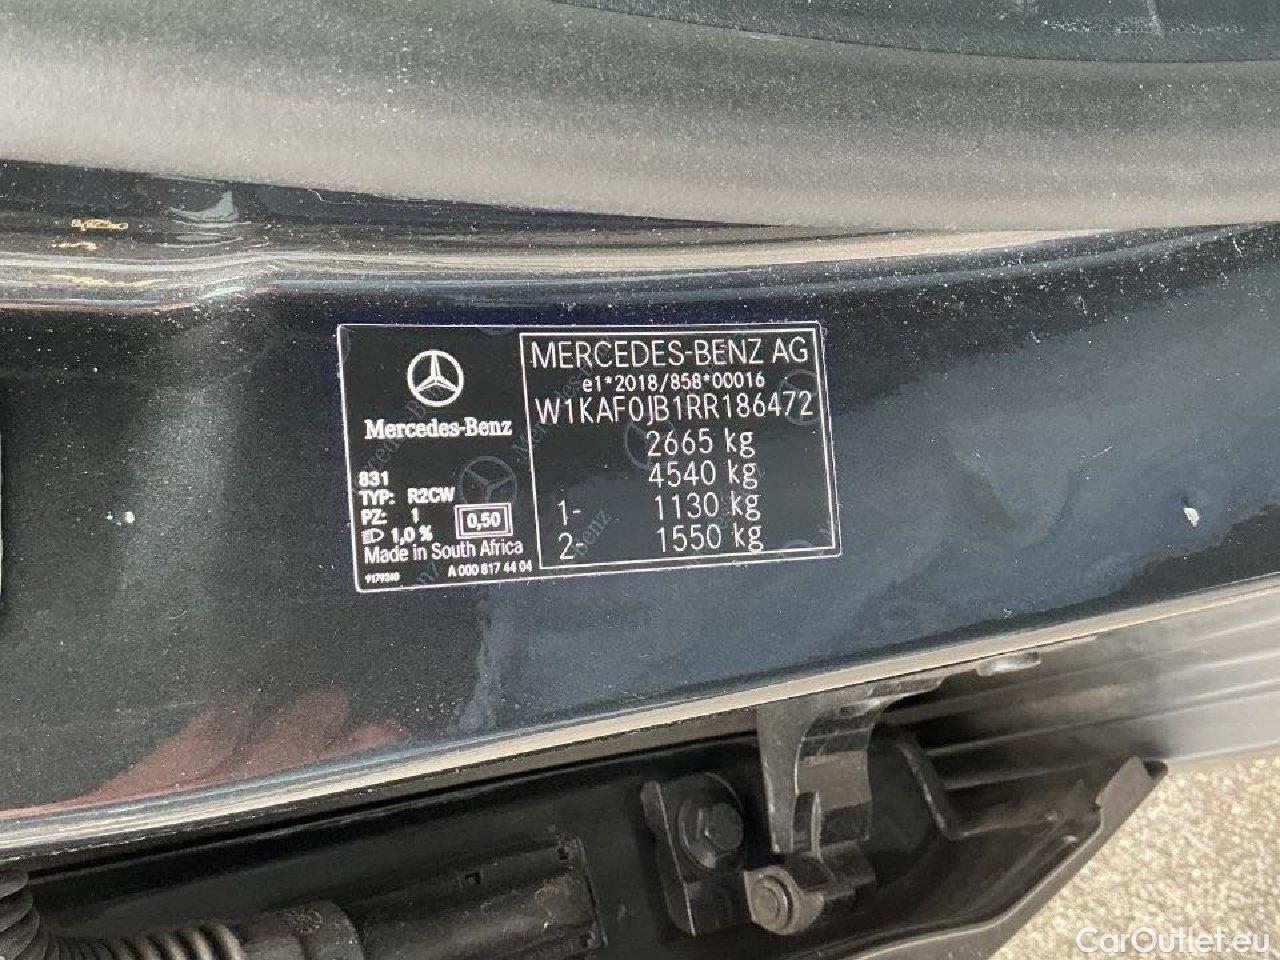 Mercedes-Benz
831
TYP: R2CW
PZ: 1
1,0 % 0,50
Made in South Africa
9179240 A 000 817 44 04
MERCEDES-BENZ AG
e1*2018/858*00016
W1KAF0JB1RR186472
2665 kg
4540 kg
1- 1130 kg
2- 1550 kg
CarOutlet.eu